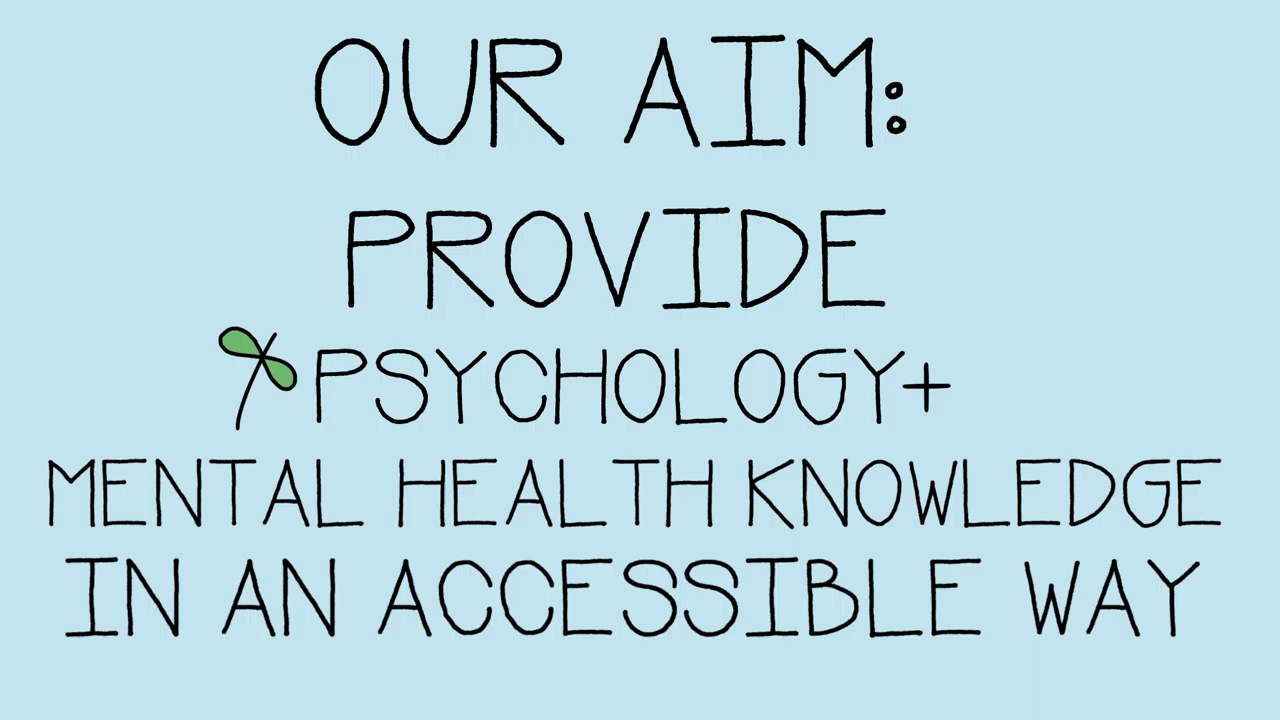 OUR AIM:
PROVIDE
PSYCHOLOGY+
MENTAL HEALTH KNOWLEDGE
IN AN ACCESSIBLE WAY